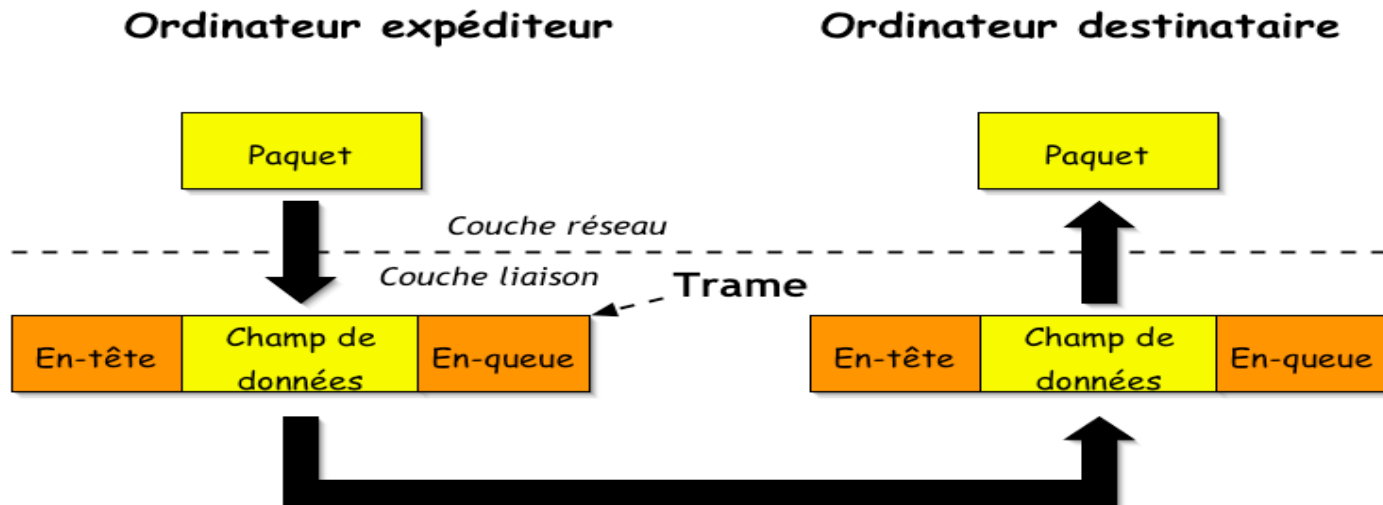 Ordinateur expéditeur
Ordinateur destinataire
Paquet
Paquet
Couche réseau
Couche liaison
Trame
En-tête
Champ de
données
En-queue
En-tête
Champ de
données
En-queue